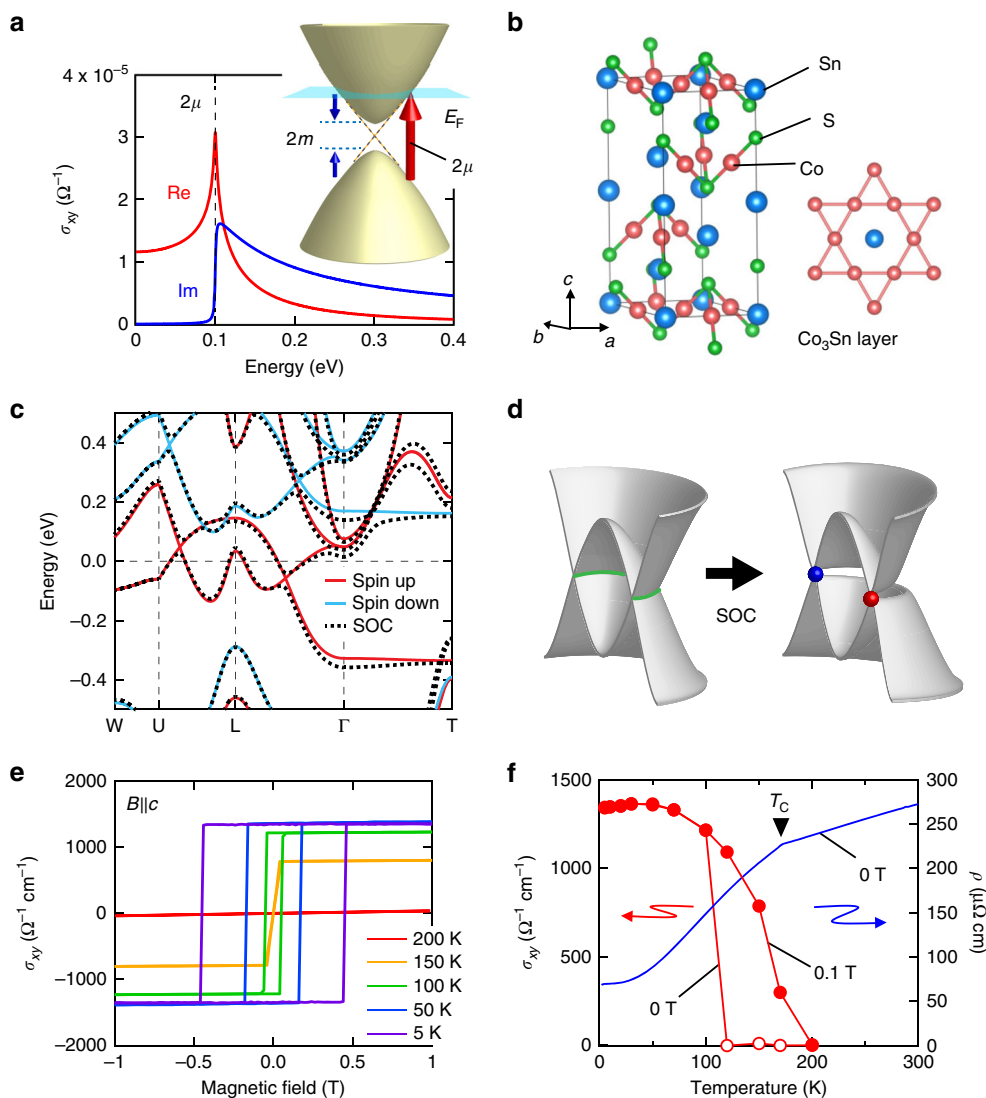 a
4 x 10⁻⁵
3
2
1
0
σxy (Ω⁻¹)
2μ
Re
Im
0
0.1
0.2
0.3
0.4
Energy (eV)
2m
EF
2μ
b
Sn
S
Co
c
b
a
Co₃Sn layer
c
0.4
0.2
0.0
−0.2
−0.4
Energy (eV)
Spin up
Spin down
SOC
W
U
L
Γ
T
d
SOC
e
2000
1000
0
−1000
−2000
σxy (Ω⁻¹ cm⁻¹)
B||c
200 K
150 K
100 K
50 K
5 K
−1
−0.5
0.0
0.5
1
Magnetic field (T)
f
1500
1000
500
0
σxy (Ω⁻¹ cm⁻¹)
TC
0 T
0.1 T
0 T
300
250
200
150
100
50
0
ρ (μΩ cm)
0
100
200
300
Temperature (K)